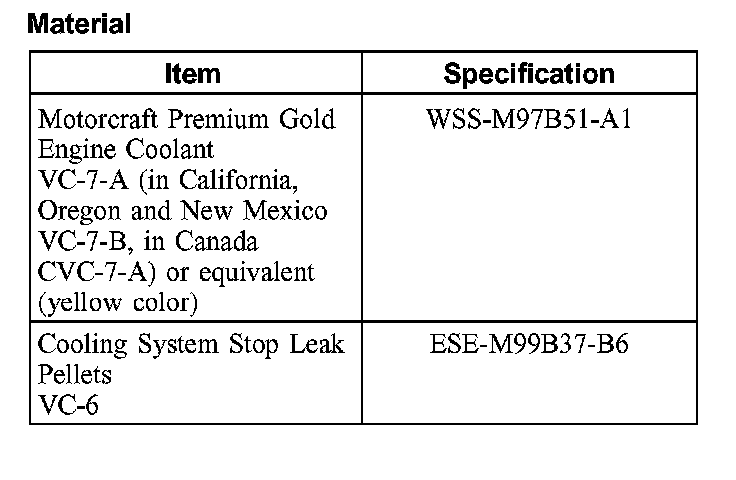 Material
Item
Specification
Motorcraft Premium Gold
Engine Coolant
VC-7-A (in California,
Oregon and New Mexico
VC-7-B, in Canada
CVC-7-A) or equivalent
(yellow color)
WSS-M97B51-A1
Cooling System Stop Leak
Pellets
VC-6
ESE-M99B37-B6